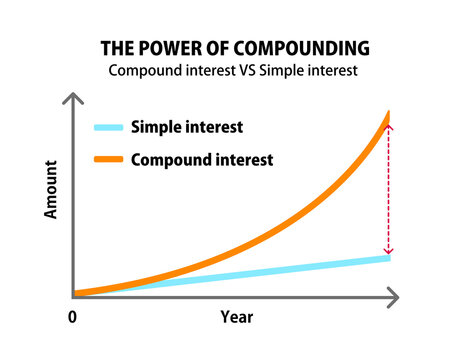 THE POWER OF COMPOUNDING
Compound interest VS Simple interest
Simple interest
Compound interest
Amount
0
Year